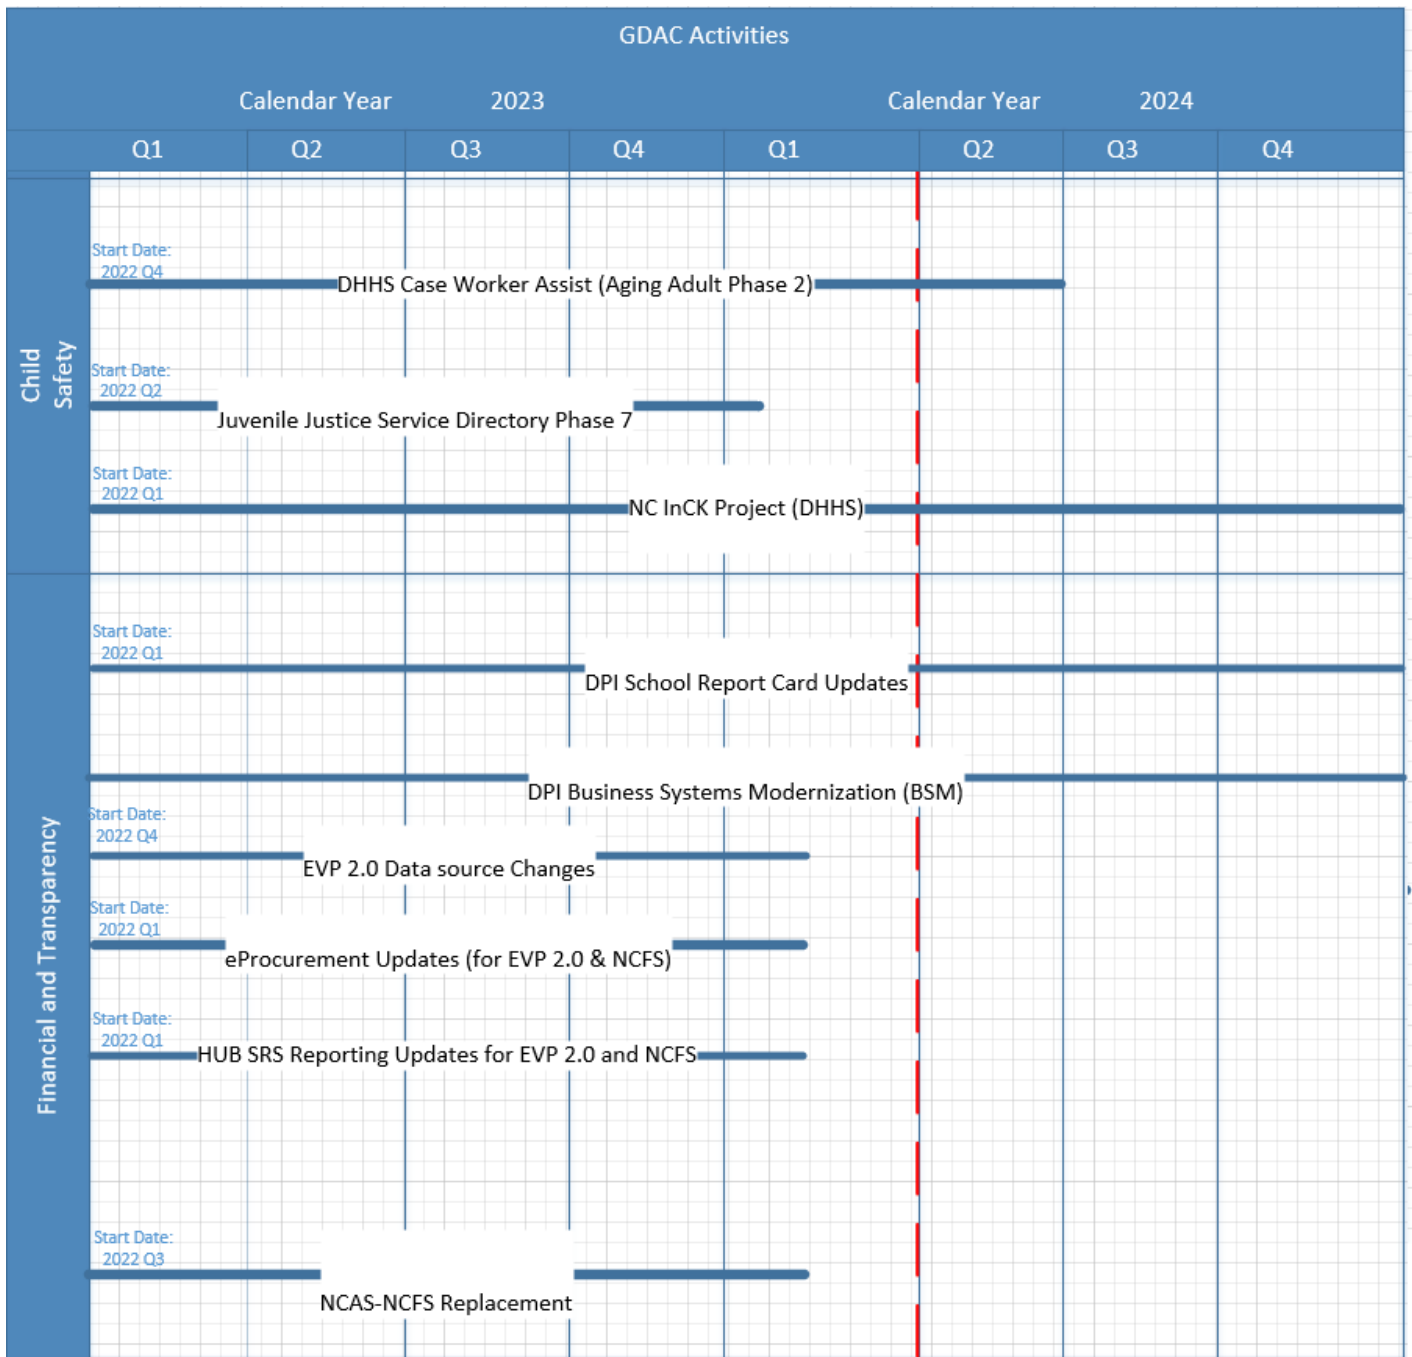 GDAC Activities
Calendar Year 2023 Calendar Year 2024
Q1 Q2 Q3 Q4 Q1 Q2 Q3 Q4
Child
Safety
Start Date:
2022 Q4
DHHS Case Worker Assist (Aging Adult Phase 2)
Start Date:
2022 Q2
Juvenile Justice Service Directory Phase 7
Start Date:
2022 Q1
NC InCK Project (DHHS)
Financial and Transparency
Start Date:
2022 Q1
DPI School Report Card Updates
DPI Business Systems Modernization (BSM)
Start Date:
2022 Q4
EVP 2.0 Data source Changes
Start Date:
2022 Q1
eProcurement Updates (for EVP 2.0 & NCFS)
Start Date:
2022 Q1
HUB SRS Reporting Updates for EVP 2.0 and NCFS
Start Date:
2022 Q3
NCAS-NCFS Replacement